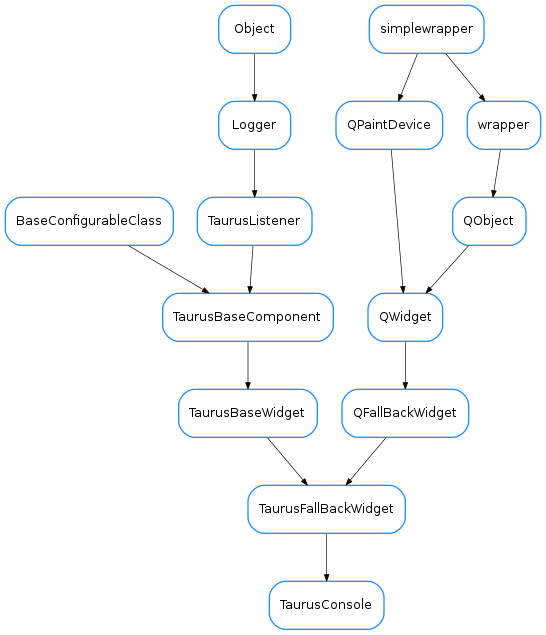 Object
simplewrapper
Logger
QPaintDevice
wrapper
BaseConfigurableClass
TaurusListener
QObject
TaurusBaseComponent
QWidget
TaurusBaseWidget
QFallBackWidget
TaurusFallBackWidget
TaurusConsole